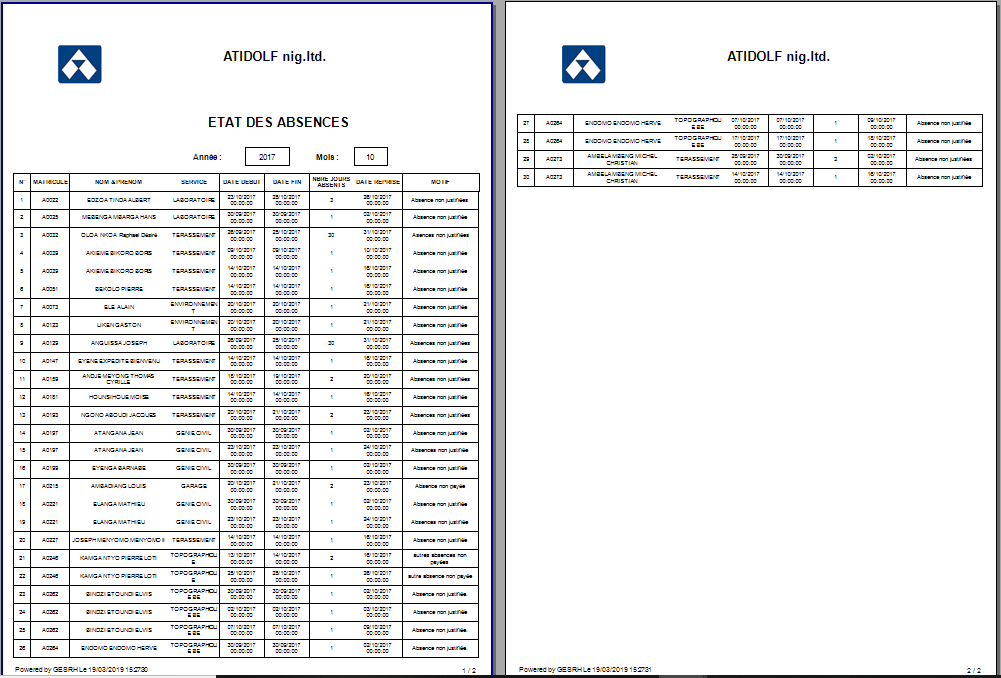 ATIDOLF nig.ltd.
ETAT DES ABSENCES
Année : 2017 Mois : 10
N° MATRICULE NOM & PRENOM SERVICE DATE DEBUT DATE FIN NBRE JOURS ABSENTS DATE REPRISE MOTIF
1 A0022 EDZOA TINDA ALBERT LABORATOIRE 23/10/2017 00:00:00 25/10/2017 00:00:00 3 26/10/2017 00:00:00 Absence non justifiées
2 A0025 MEBENGA MBARGA HANS LABORATOIRE 30/09/2017 00:00:00 30/09/2017 00:00:00 1 02/10/2017 00:00:00 Absence non justifiée
3 A0032 OLOA NKOA Raphael Désiré TERASSEMENT 26/09/2017 00:00:00 25/10/2017 00:00:00 30 31/10/2017 00:00:00 Asences non justifiées
4 A0039 AKIEME BIKORO BORIS TERASSEMENT 09/10/2017 00:00:00 09/10/2017 00:00:00 1 10/10/2017 00:00:00 Absence non justifiée
5 A0039 AKIEME BIKORO BORIS TERASSEMENT 14/10/2017 00:00:00 14/10/2017 00:00:00 1 16/10/2017 00:00:00 Absence non justifiée
6 A0051 BEKOLO PIERRE TERASSEMENT 14/10/2017 00:00:00 14/10/2017 00:00:00 1 16/10/2017 00:00:00 Absence non justifiée
7 A0073 ELE ALAIN ENVIRONNEMENT 20/10/2017 00:00:00 20/10/2017 00:00:00 1 21/10/2017 00:00:00 Absence non justifiée
8 A0123 LIKEN GASTON ENVIRONNEMENT 20/10/2017 00:00:00 20/10/2017 00:00:00 1 21/10/2017 00:00:00 Absence non justifiée
9 A0129 ANGUISSA JOSEPH LABORATOIRE 26/09/2017 00:00:00 25/10/2017 00:00:00 30 31/10/2017 00:00:00 Absences non justifiées
10 A0147 EYENE EXPEDITE BIENVENU TERASSEMENT 14/10/2017 00:00:00 14/10/2017 00:00:00 1 16/10/2017 00:00:00 Absence non justifiée
11 A0159 ANDJE MEYONG THOMAS CYRILLE TERASSEMENT 18/10/2017 00:00:00 19/10/2017 00:00:00 2 20/10/2017 00:00:00 Absences non justifiées
12 A0181 HOUNSIHOUE MOISE TERASSEMENT 14/10/2017 00:00:00 14/10/2017 00:00:00 1 16/10/2017 00:00:00 Absence non justifiée
13 A0193 NGONO ABOUDI JACQUES TERASSEMENT 20/10/2017 00:00:00 21/10/2017 00:00:00 2 23/10/2017 00:00:00 Absences non justifiées
14 A0197 ATANGANA JEAN GENIE CIVIL 30/09/2017 00:00:00 30/09/2017 00:00:00 1 02/10/2017 00:00:00 Absence non justifiée
15 A0197 ATANGANA JEAN GENIE CIVIL 23/10/2017 00:00:00 23/10/2017 00:00:00 1 24/10/2017 00:00:00 Absence non justifiée
16 A0199 EYENGA BARNABE GENIE CIVIL 30/09/2017 00:00:00 30/09/2017 00:00:00 1 02/10/2017 00:00:00 Absence non justifiée
17 A0215 AMBADIANG LOUIS GARAGE 20/10/2017 00:00:00 21/10/2017 00:00:00 2 23/10/2017 00:00:00 Absence non payée
18 A0221 ELANGA MATHIEU GENIE CIVIL 30/09/2017 00:00:00 30/09/2017 00:00:00 1 02/10/2017 00:00:00 Absence non justifiée
19 A0221 ELANGA MATHIEU GENIE CIVIL 23/10/2017 00:00:00 23/10/2017 00:00:00 1 24/10/2017 00:00:00 Absences non justifiée
20 A0227 JOSEPH MENYOMO MENYOMO II TERASSEMENT 14/10/2017 00:00:00 14/10/2017 00:00:00 1 16/10/2017 00:00:00 Absence non justifiée
21 A0246 KAMGA NTYO PIERRE LOTI TOPOGRAPHQUE 13/10/2017 00:00:00 14/10/2017 00:00:00 2 16/10/2017 00:00:00 autres absences non payées
22 A0246 KAMGA NTYO PIERRE LOTI TOPOGRAPHQUE 25/10/2017 00:00:00 25/10/2017 00:00:00 1 26/10/2017 00:00:00 autre absence non payée
23 A0262 BINDZI ETOUNDI ELVIS TOPOGRAPHQUE BE 30/09/2017 00:00:00 30/09/2017 00:00:00 1 02/10/2017 00:00:00 Absence non justifiée.
24 A0262 BINDZI ETOUNDI ELVIS TOPOGRAPHQUE BE 02/10/2017 00:00:00 02/10/2017 00:00:00 1 03/10/2017 00:00:00 Absence non justifiée.
25 A0262 BINDZI ETOUNDI ELVIS TOPOGRAPHQUE BE 07/10/2017 00:00:00 07/10/2017 00:00:00 1 09/10/2017 00:00:00 Absence non justifiée.
26 A0264 ENDOMO ENDOMO HERVE TOPOGRAPHQUE BE 30/09/2017 00:00:00 30/09/2017 00:00:00 1 02/10/2017 00:00:00 Absence non justifiée.
Powered by GESRH Le 19/03/2019 15:27:30 1 / 2
ATIDOLF nig.ltd.
27 A0264 ENDOMO ENDOMO HERVE TOPOGRAPHQUE BE 07/10/2017 00:00:00 07/10/2017 00:00:00 1 09/10/2017 00:00:00 Absence non justifiée
28 A0264 ENDOMO ENDOMO HERVE TOPOGRAPHQUE BE 17/10/2017 00:00:00 17/10/2017 00:00:00 1 18/10/2017 00:00:00 Absence non justifiée
29 A0273 AMBELA MBENG MICHEL CHRISTIAN TERASSEMENT 28/09/2017 00:00:00 30/09/2017 00:00:00 3 02/10/2017 00:00:00 Absence non justifiées
30 A0273 AMBELA MBENG MICHEL CHRISTIAN TERASSEMENT 14/10/2017 00:00:00 14/10/2017 00:00:00 1 16/10/2017 00:00:00 Absence non justifiée
Powered by GESRH Le 19/03/2019 15:27:31 2 / 2